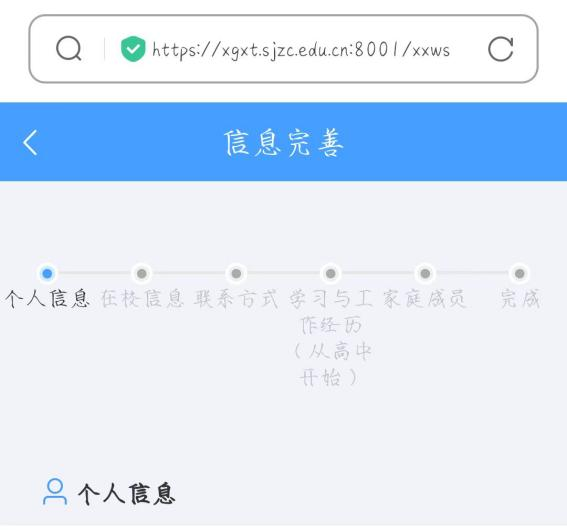 https://xgxt.sjzc.edu.cn:8001/xxws
信息完善
个人信息 在校信息 联系方式 学习与工 家庭成员 完成
作经历
（从高中
开始）
个人信息